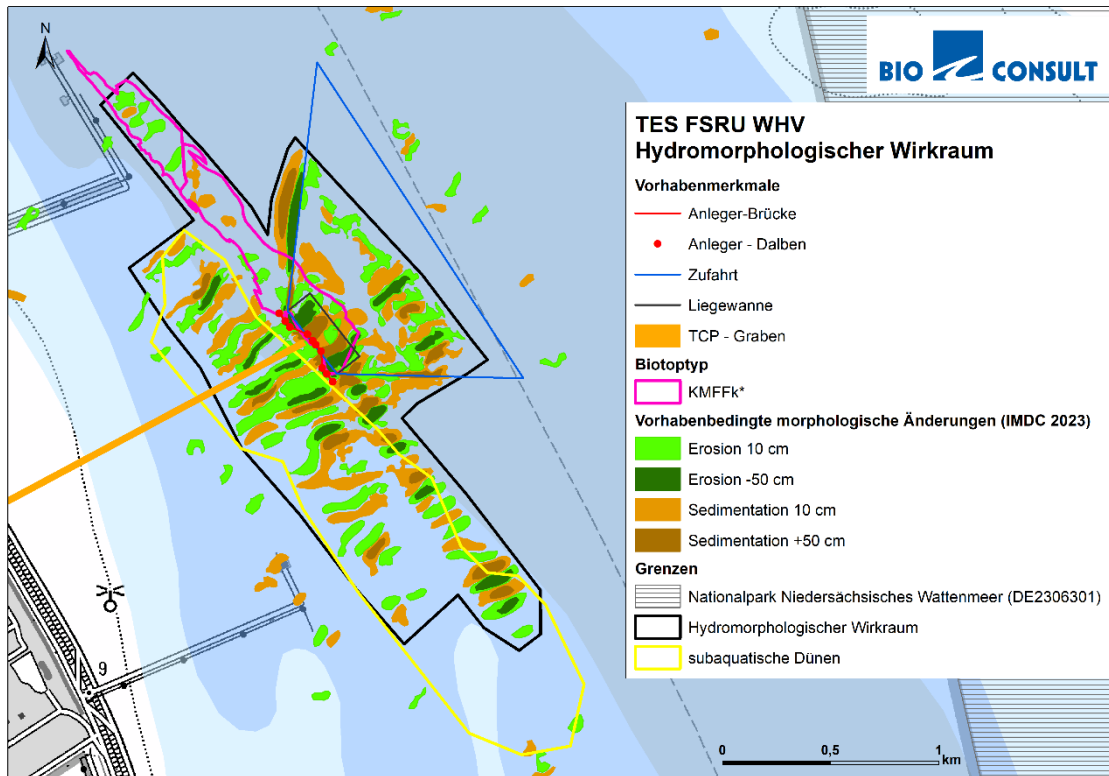 N
BIO CONSULT
TES FSRU WHV
Hydromorphologischer Wirkraum
Vorhabenmerkmale
Anleger-Brücke
Anleger - Dalben
Zufahrt
Liegewanne
TCP - Graben
Biotoptyp
KMFFk*
Vorhabenbedingte morphologische Änderungen (IMDC 2023)
Erosion 10 cm
Erosion -50 cm
Sedimentation 10 cm
Sedimentation +50 cm
Grenzen
Nationalpark Niedersächsisches Wattenmeer (DE2306301)
Hydromorphologischer Wirkraum
subaquatische Dünen
9
0 0,5 1
km